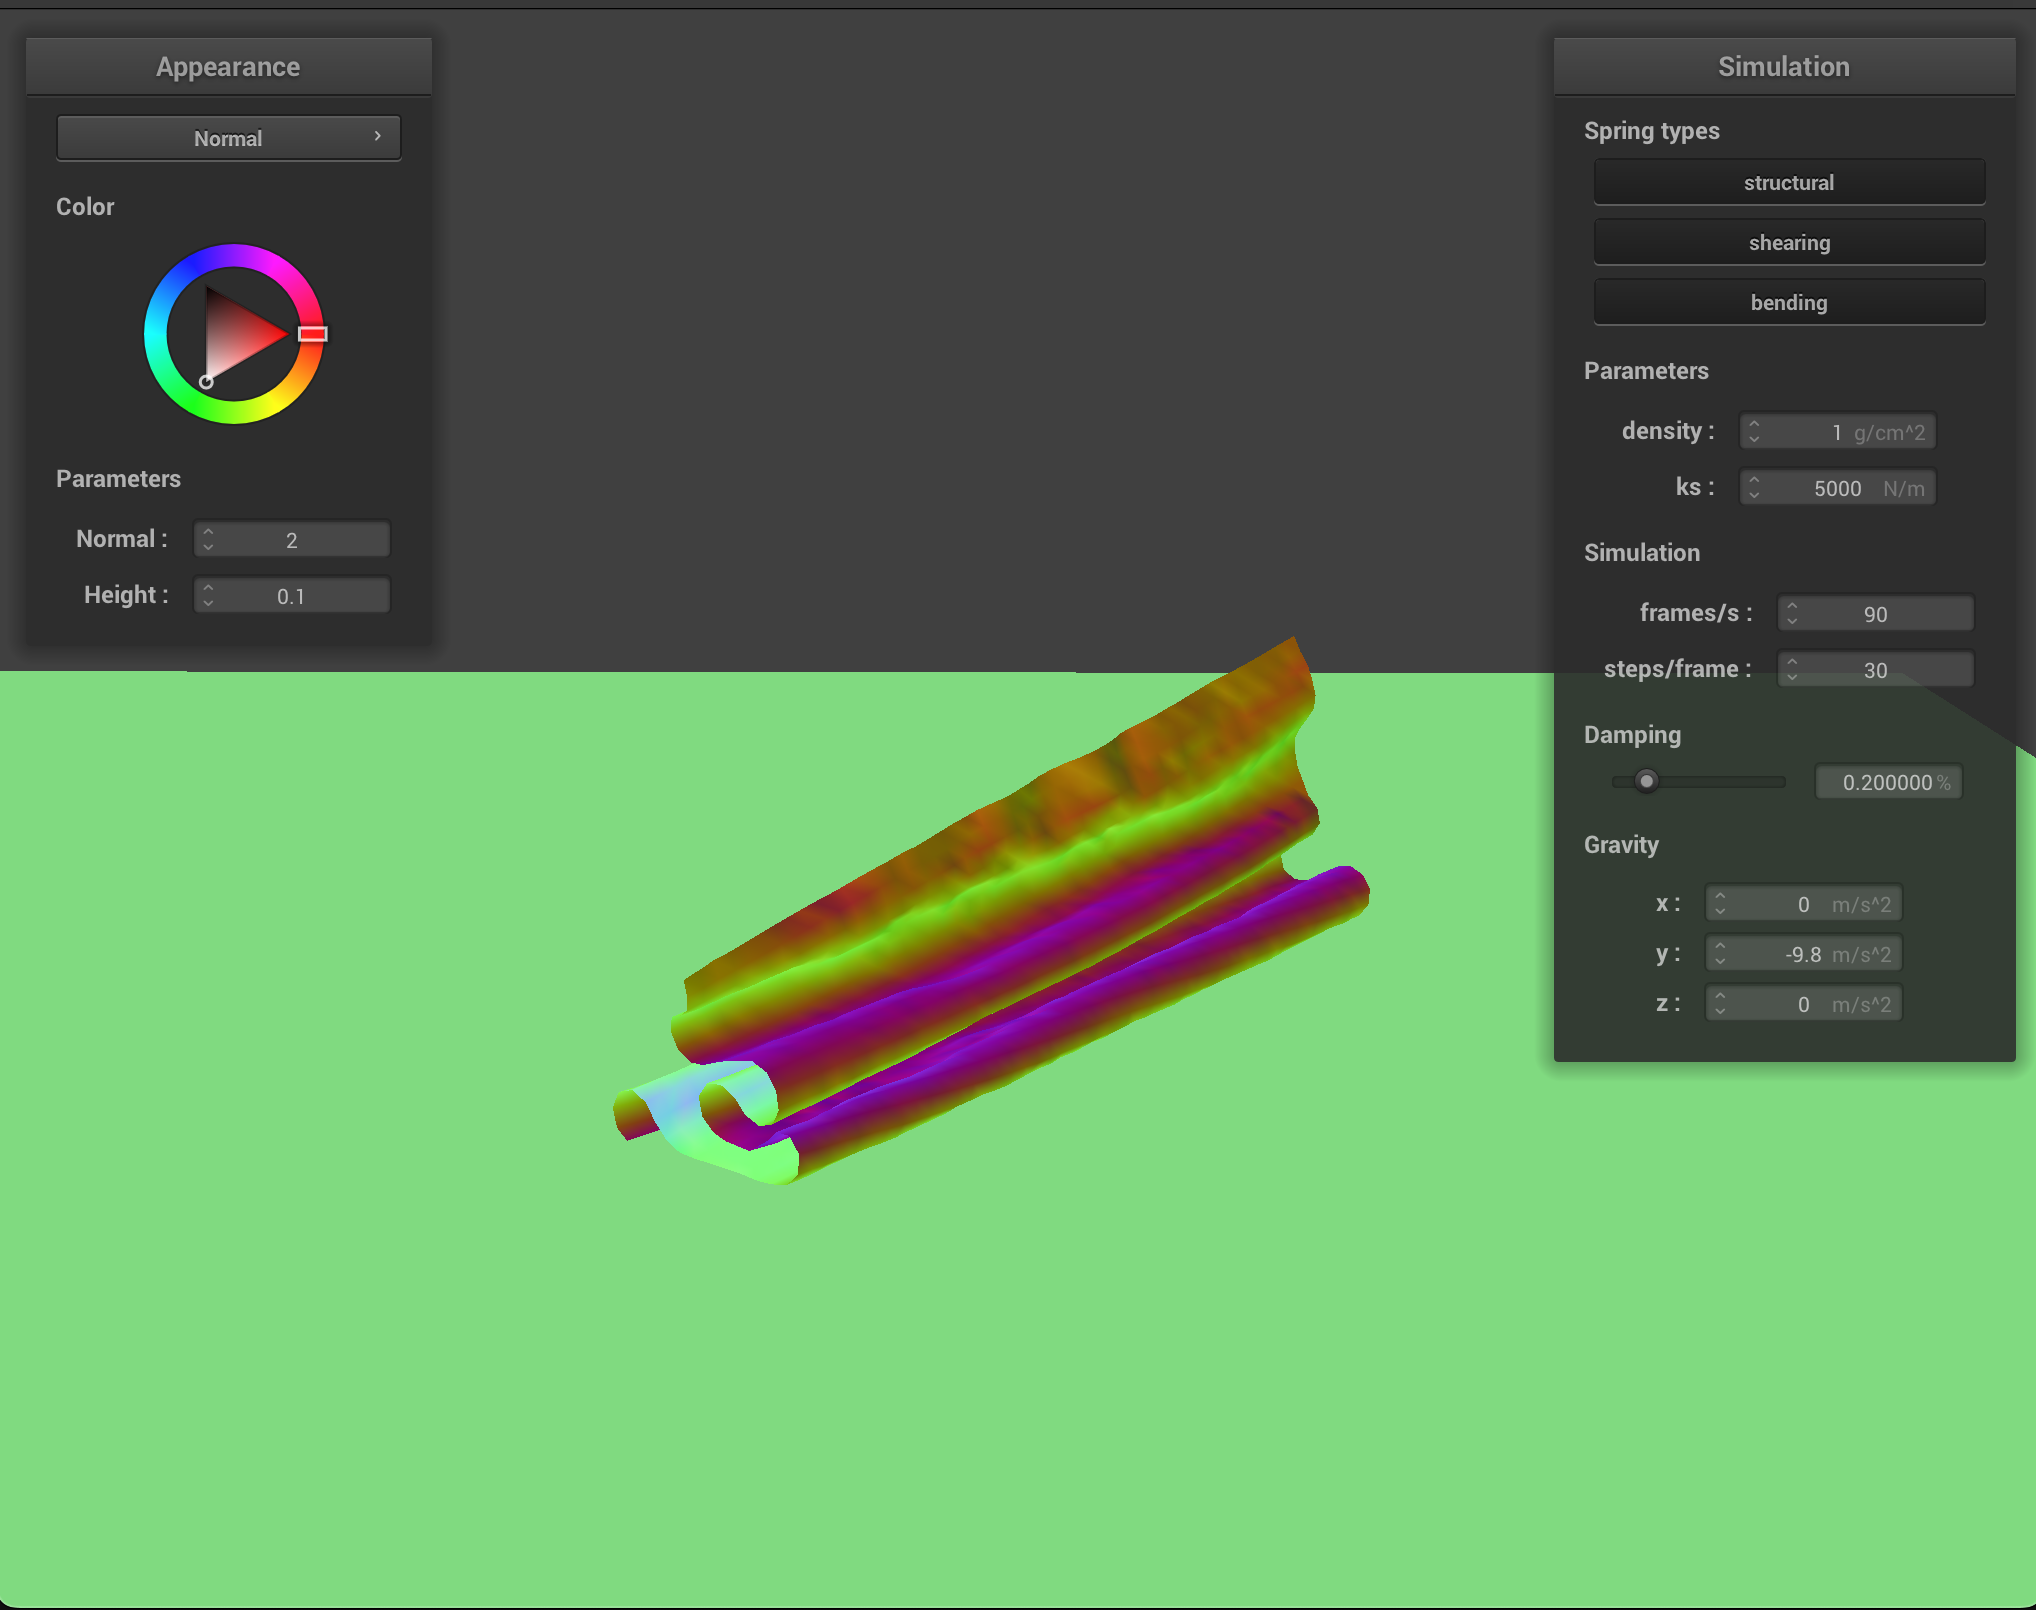 Appearance
Normal
Color
Parameters
Normal : 2
Height : 0.1
Simulation
Spring types
structural
shearing
bending
Parameters
density : 1 g/cm^2
ks : 5000 N/m
Simulation
frames/s : 90
steps/frame : 30
Damping
0.200000 %
Gravity
x : 0 m/s^2
y : -9.8 m/s^2
z : 0 m/s^2